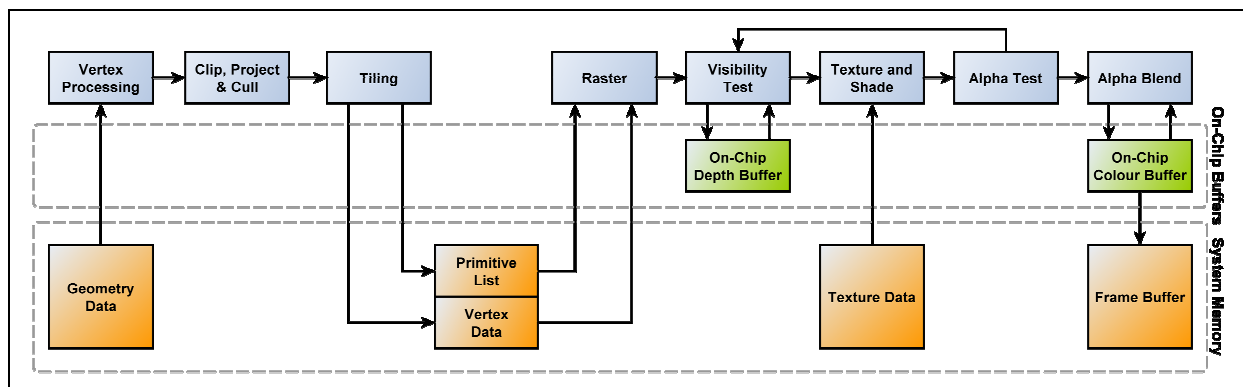 Vertex
Processing
Clip, Project
& Cull
Tiling
Raster
Visibility
Test
Texture and
Shade
Alpha Test
Alpha Blend
On-Chip
Depth Buffer
On-Chip
Colour Buffer
On-Chip Buffers
Geometry
Data
Primitive
List
Vertex
Data
Texture Data
Frame Buffer
System Memory